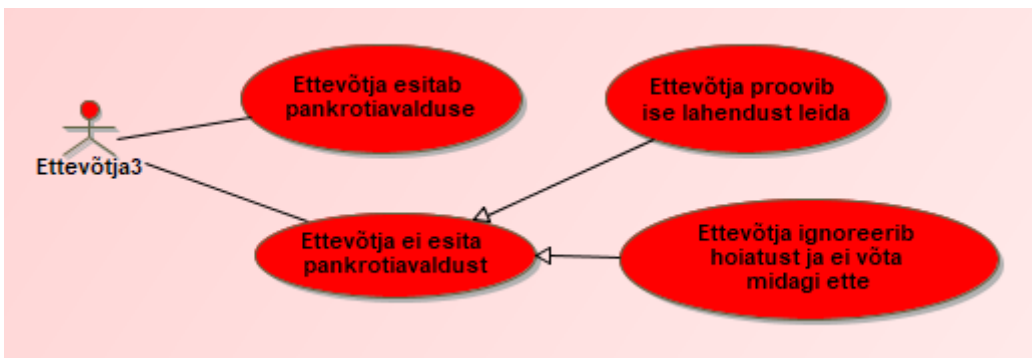 Ettevõtja esitab
pankrotiavalduse
Ettevõtja proovib
ise lahendust leida
Ettevõtja3
Ettevõtja ei esita
pankrotiavaldust
Ettevõtja ignoreerib
hoiatust ja ei võta
midagi ette